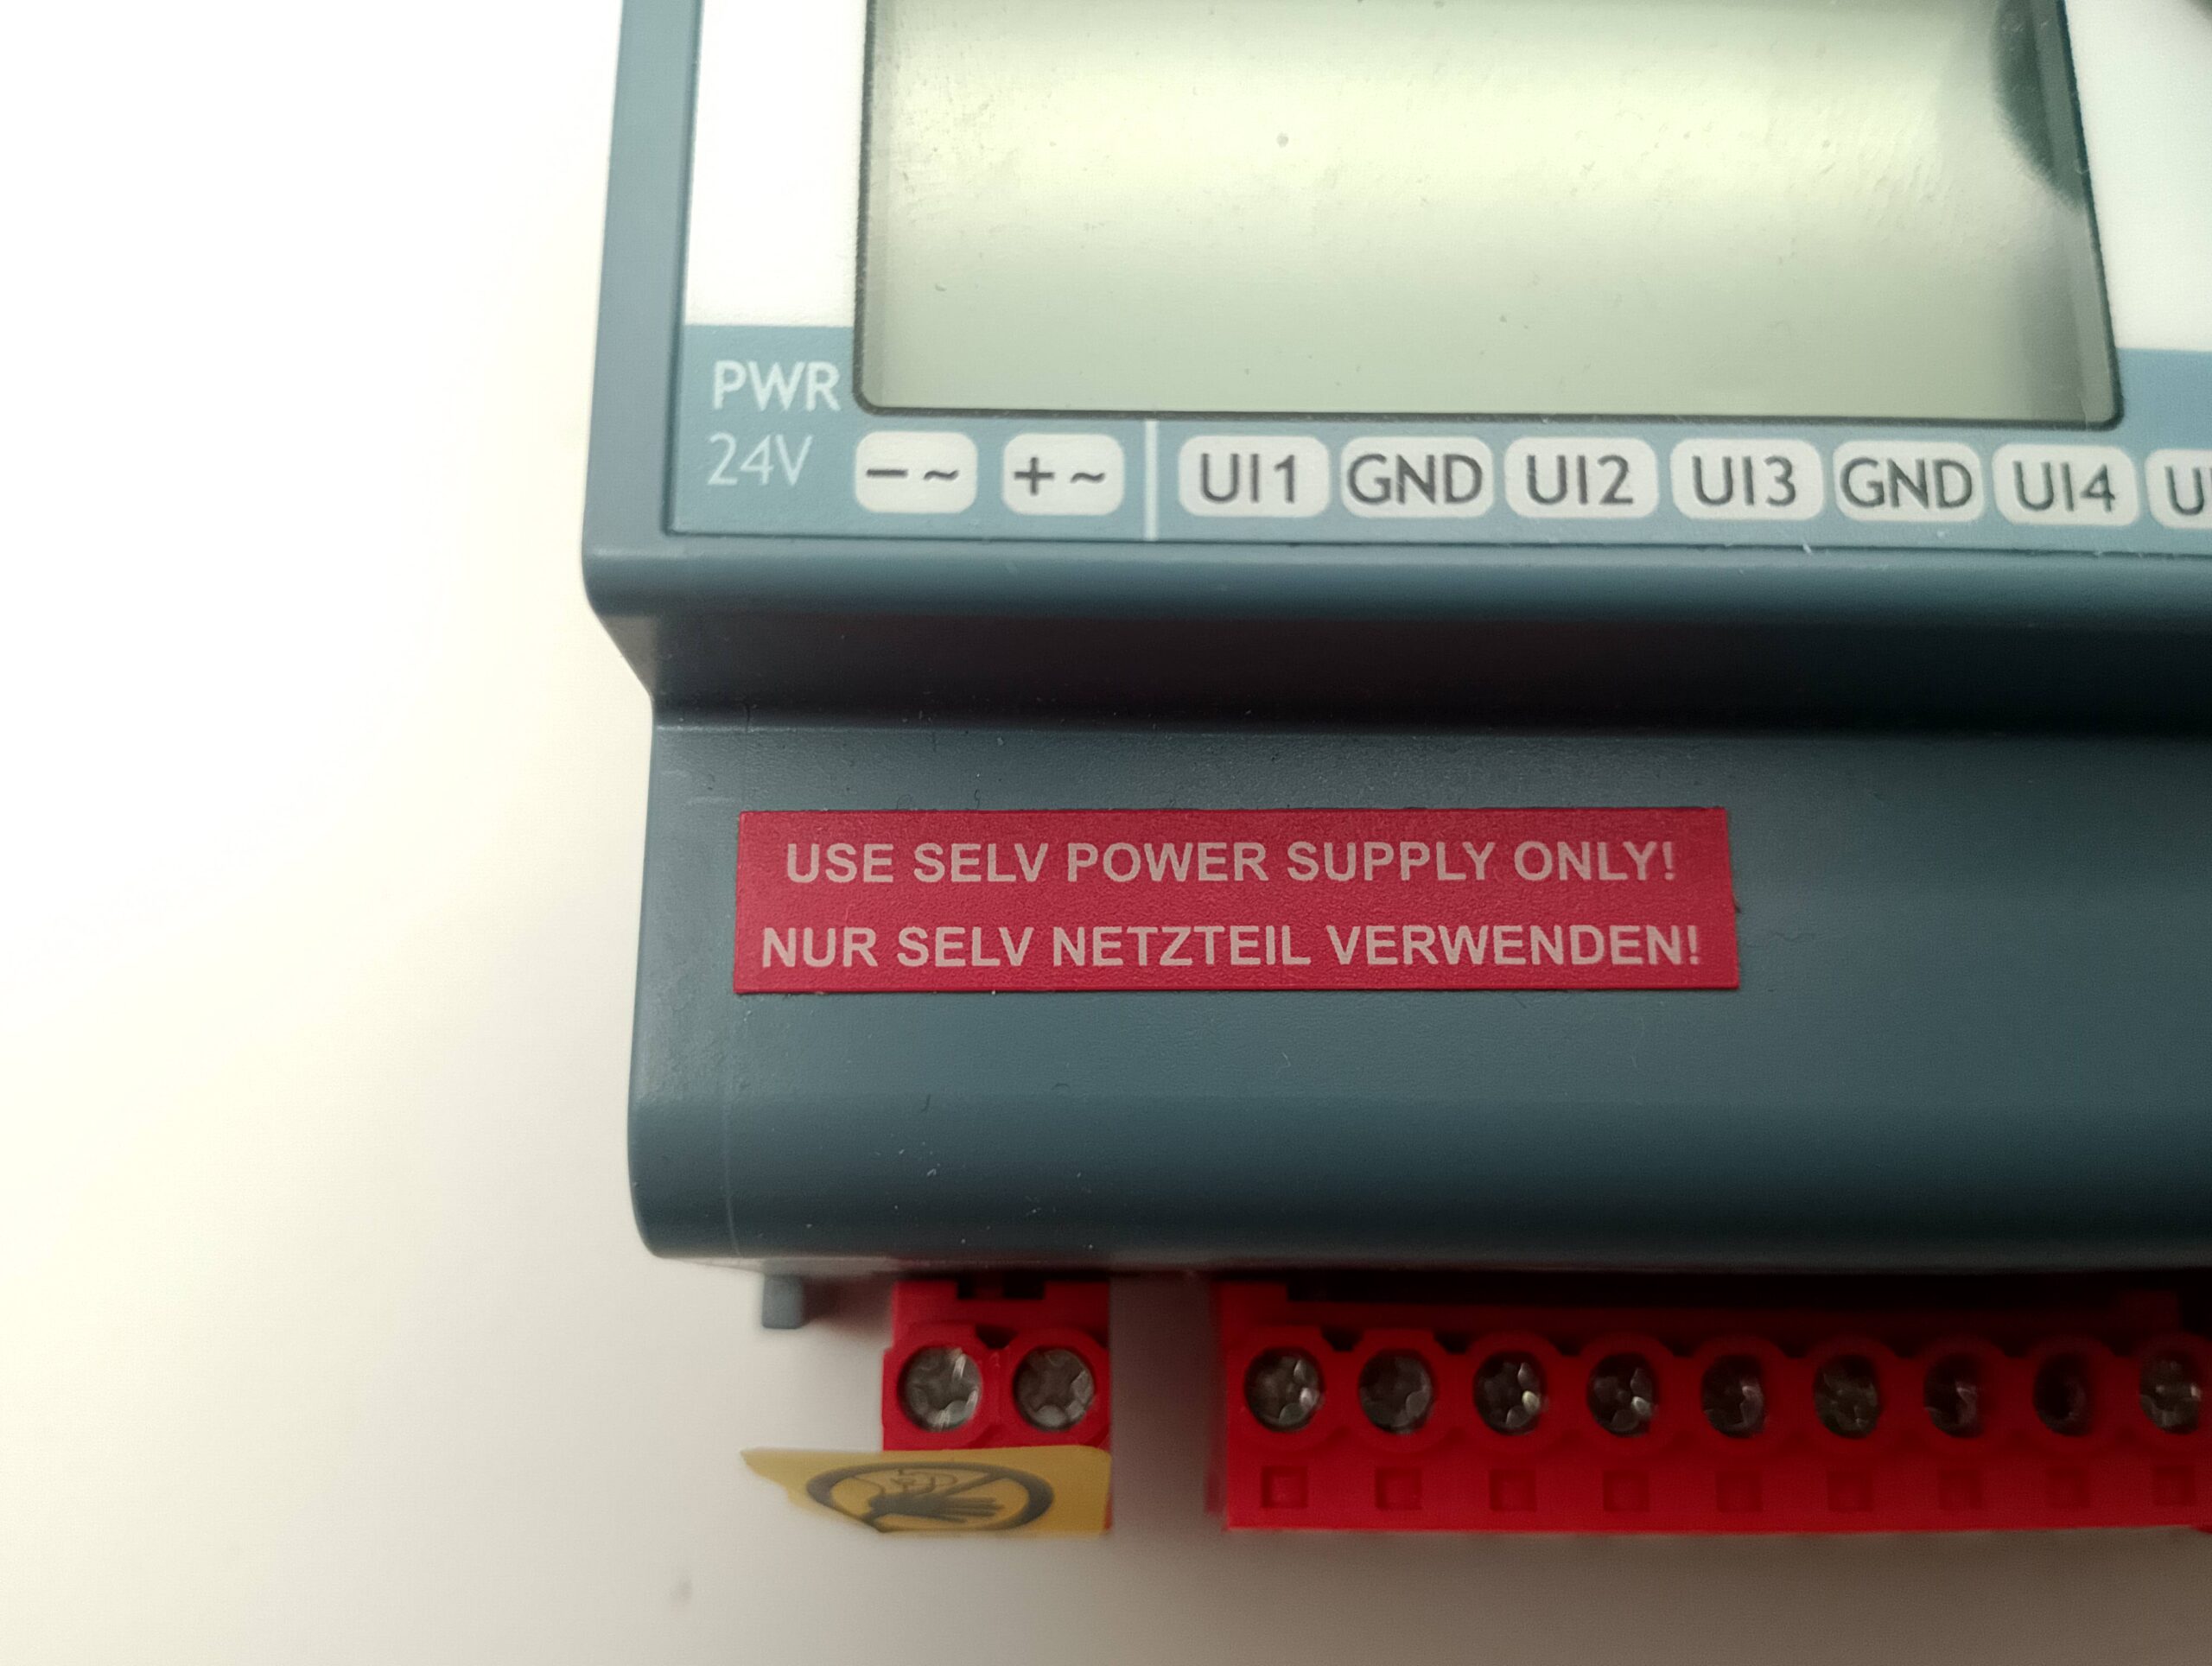 PWR
24V −~ +~ UI1 GND UI2 UI3 GND UI4
USE SELV POWER SUPPLY ONLY!
NUR SELV NETZTEIL VERWENDEN!